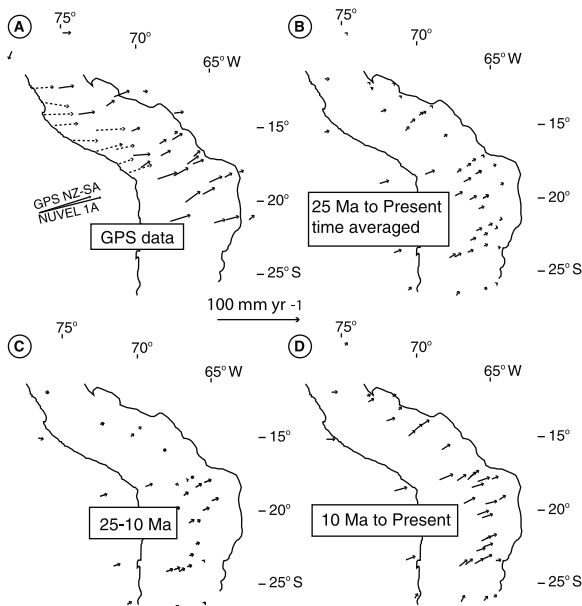 A
75°
70°
65° W
– 15°
– 20°
– 25° S
GPS NZ-SA
NUVEL 1A
GPS data
B
75°
70°
65° W
– 15°
– 20°
– 25° S
25 Ma to Present
time averaged
100 mm yr -1
C
75°
70°
65° W
– 15°
– 20°
– 25° S
25-10 Ma
D
75°
70°
65° W
– 15°
– 20°
– 25° S
10 Ma to Present